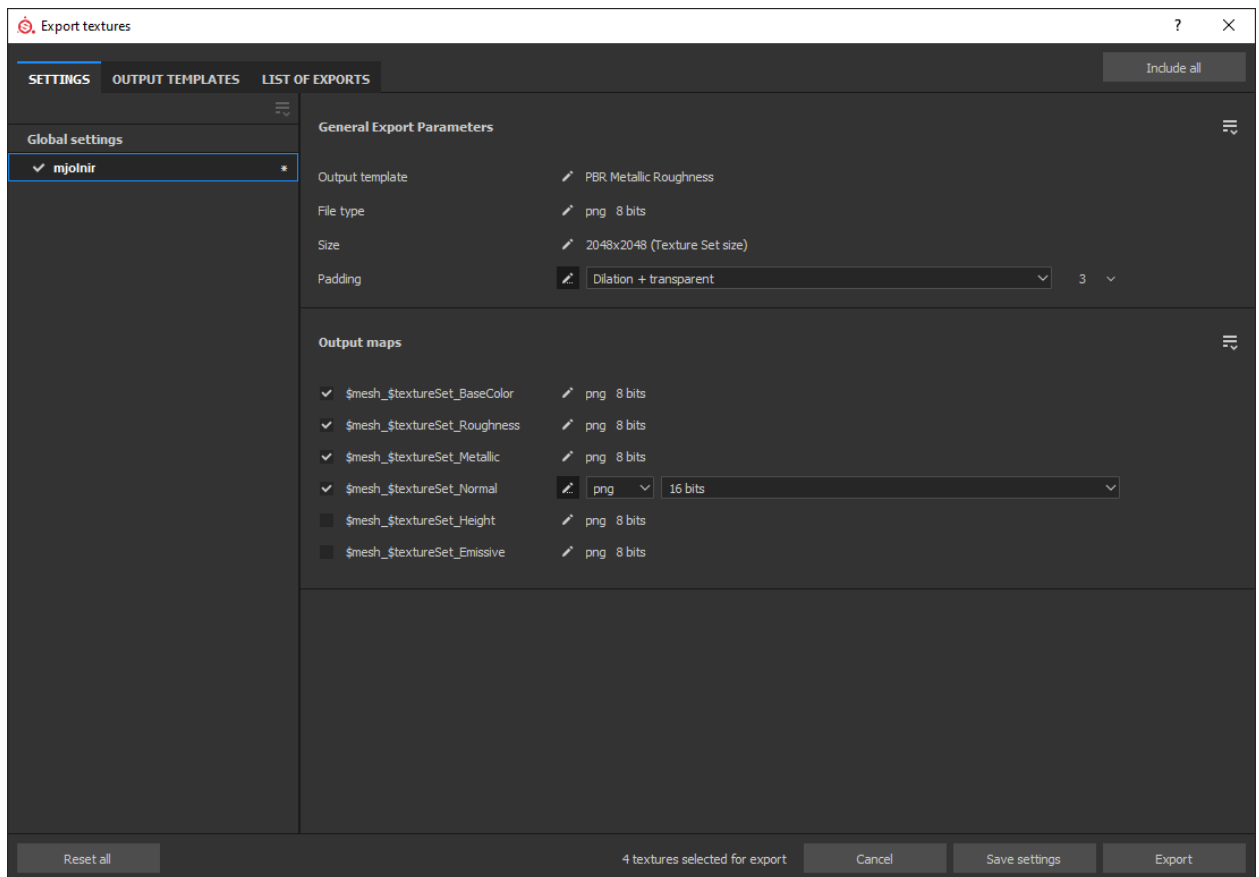 Export textures ?
SETTINGS OUTPUT TEMPLATES LIST OF EXPORTS Include all
Global settings
mjolnir *
General Export Parameters
Output template PBR Metallic Roughness
File type png 8 bits
Size 2048x2048 (Texture Set size)
Padding Dilation + transparent 3
Output maps
$mesh_$textureSet_BaseColor png 8 bits
$mesh_$textureSet_Roughness png 8 bits
$mesh_$textureSet_Metallic png 8 bits
$mesh_$textureSet_Normal png 16 bits
$mesh_$textureSet_Height png 8 bits
$mesh_$textureSet_Emissive png 8 bits
Reset all 4 textures selected for export Cancel Save settings Export